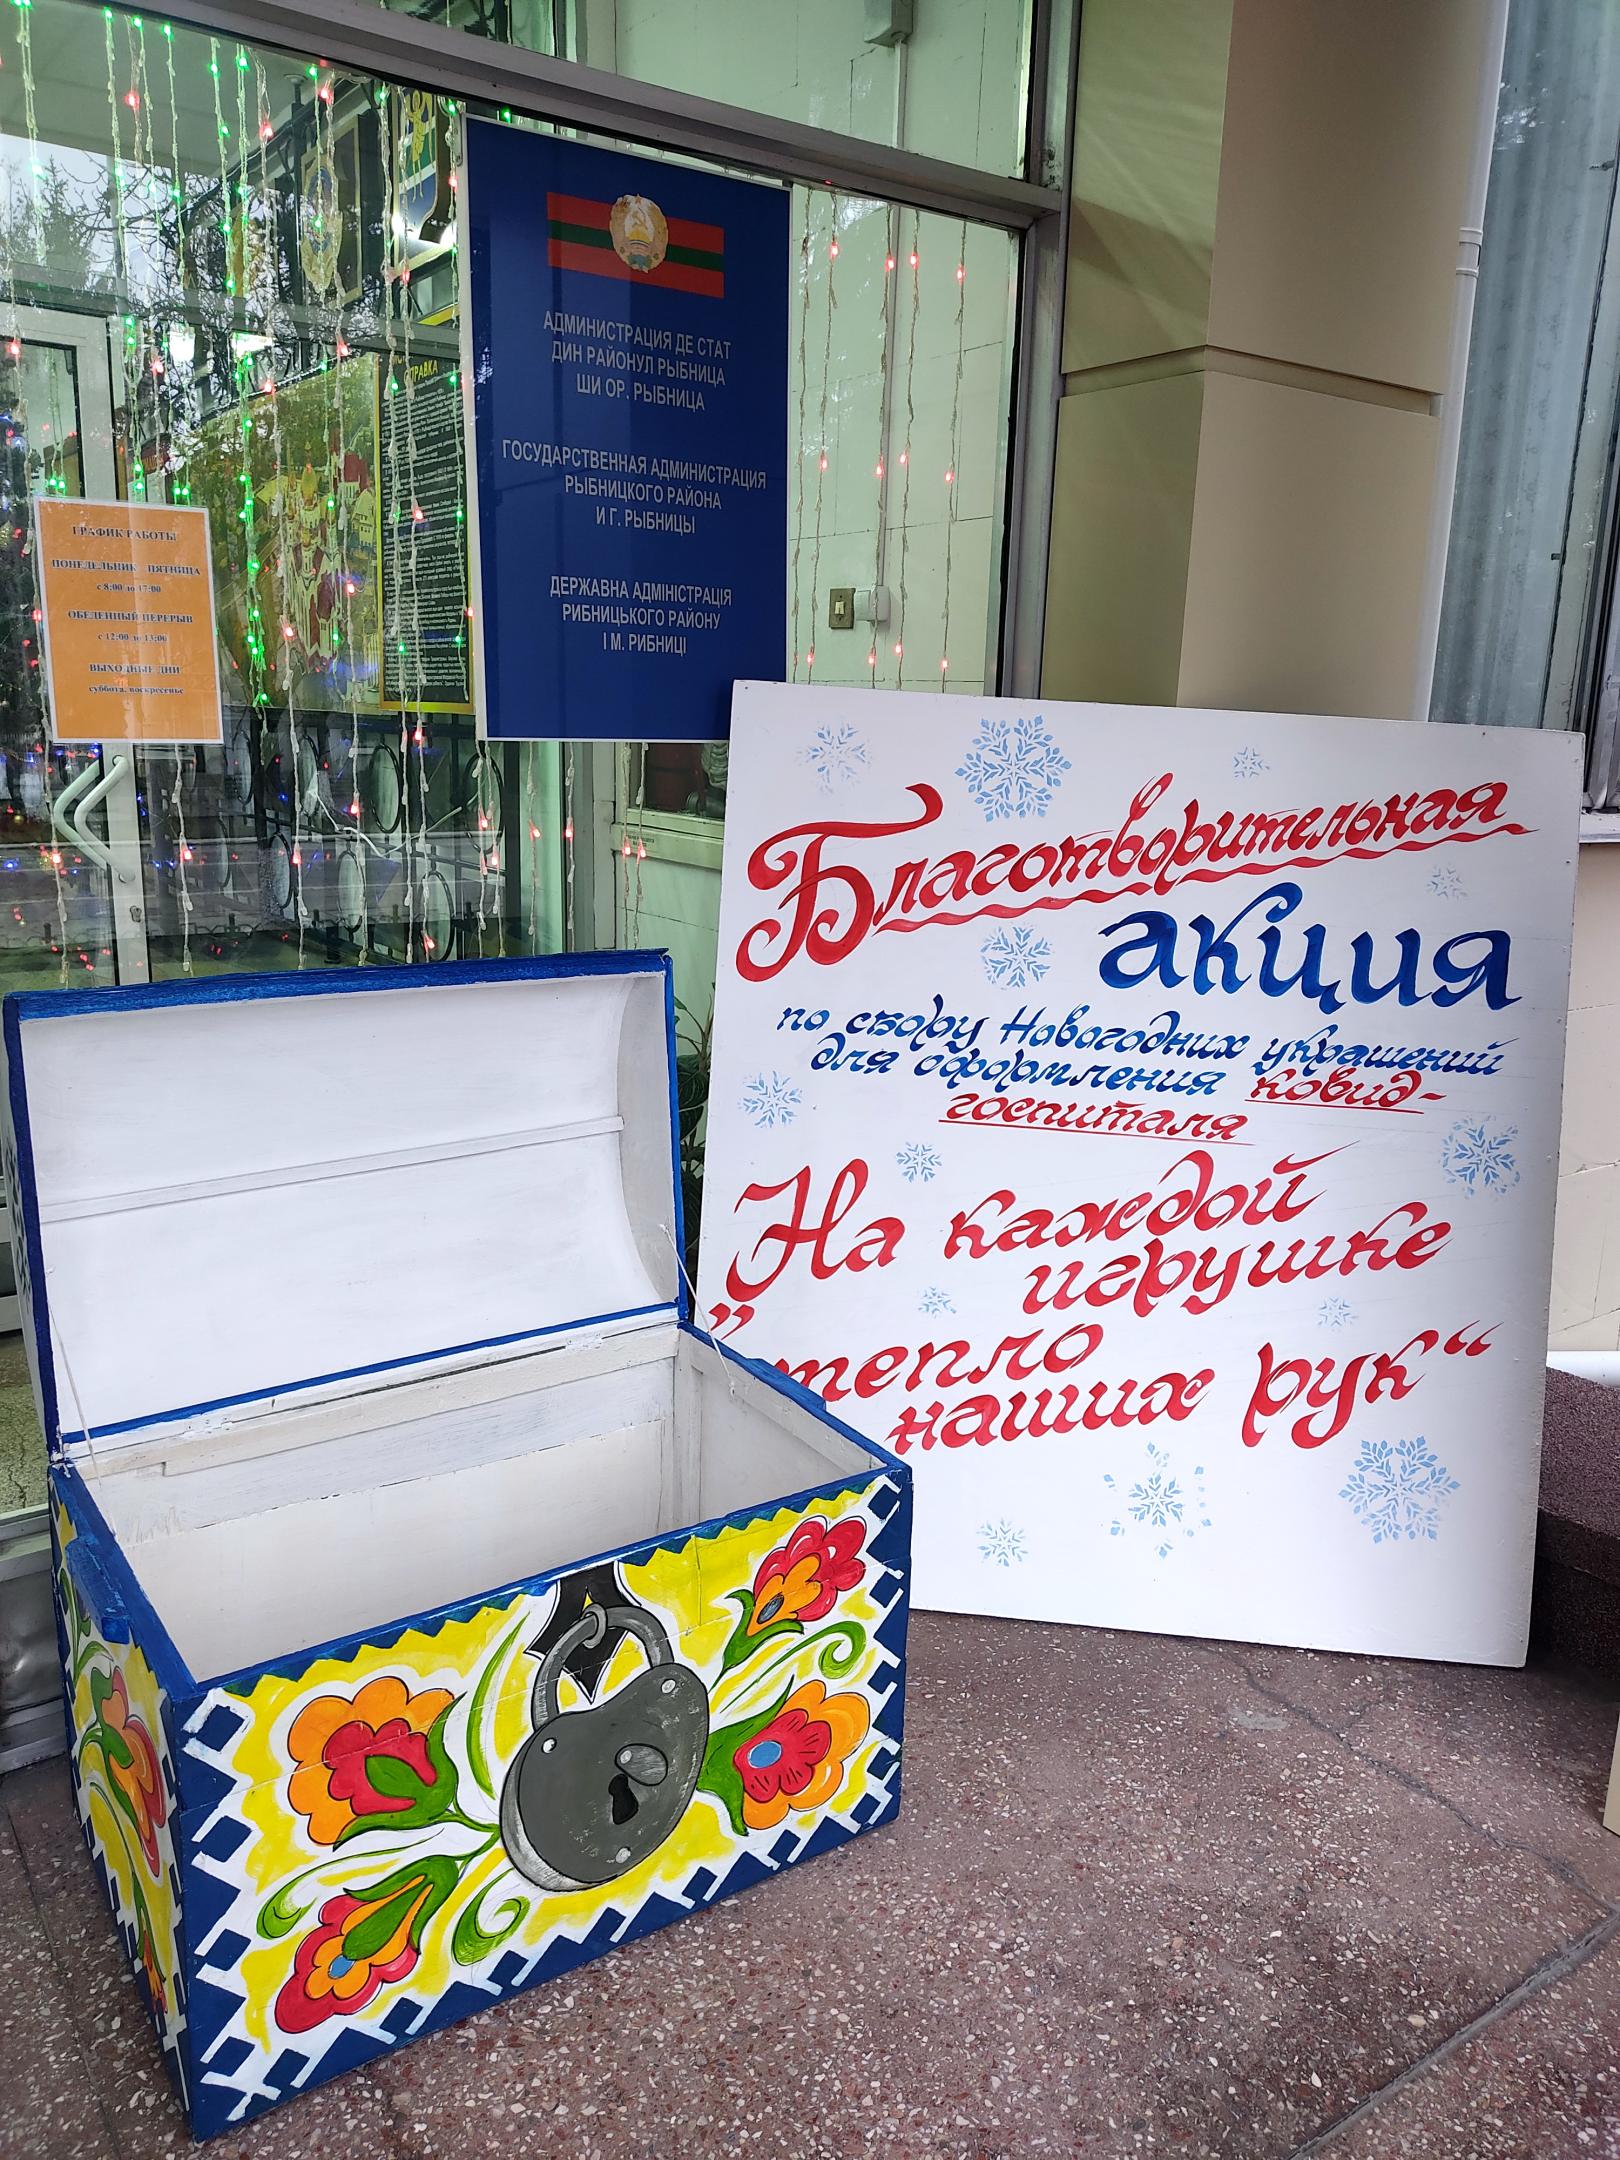 АДМИНИСТРАЦИЯ ДЕ СТАТ
ДИН РАЙОНУЛ РЫБНИЦА
ШИ ОР. РЫБНИЦА
ГОСУДАРСТВЕННАЯ АДМИНИСТРАЦИЯ
РЫБНИЦКОГО РАЙОНА
И Г. РЫБНИЦЫ
ДЕРЖАВНА АДМІНІСТРАЦІЯ
РИБНИЦЬКОГО РАЙОНУ
І М. РИБНИЦІ
ГРАФИК РАБОТЫ
ПОНЕДЕЛЬНИК ПЯТНИЦА
с 8:00 до 17:00
ОБЕДЕННЫЙ ПЕРЕРЫВ
с 12:00 до 13:00
ВЫХОДНЫЕ ДНИ
суббота, воскресенье
Благотворительная
акция
по сбору Новогодних украшений
для оформления ковид-
госпиталя
„На каждой
игрушке
тепло
наших рук“